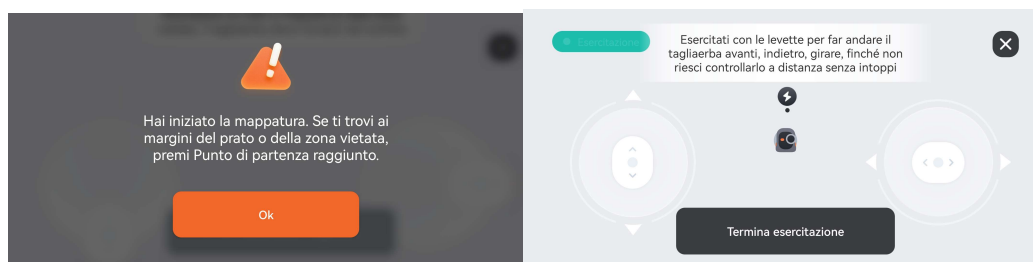 Hai iniziato la mappatura. Se ti trovi ai
margini del prato o della zona vietata,
premi Punto di partenza raggiunto.
Ok
Esercitazione
Esercitati con le levette per far andare il
tagliaerba avanti, indietro, girare, finché non
riesci controllarlo a distanza senza intoppi
Termina esercitazione